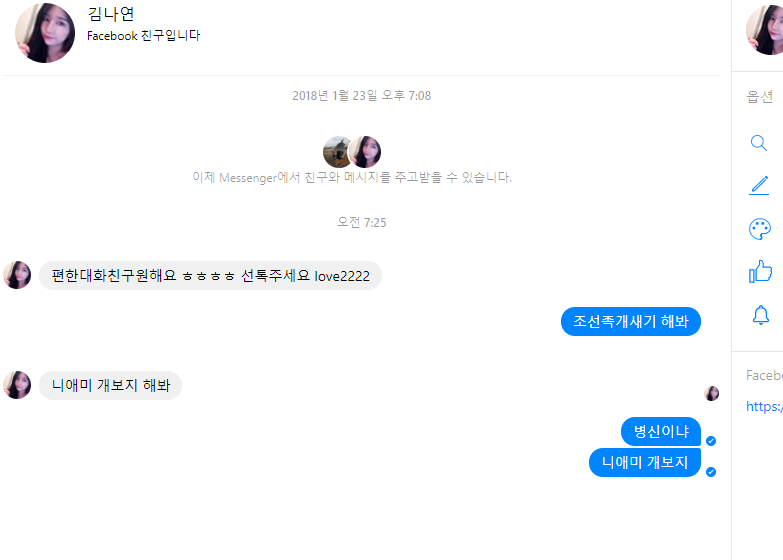 김나연
Facebook 친구입니다
2018년 1월 23일 오후 7:08
이제 Messenger에서 친구와 메시지를 주고받을 수 있습니다.
오전 7:25
편한대화친구원해요 ㅎㅎㅎㅎ 선톡주세요 love2222
조선족개새기 해봐
니애미 개보지 해봐
병신이냐
니애미 개보지
옵션
Faceb
https:/